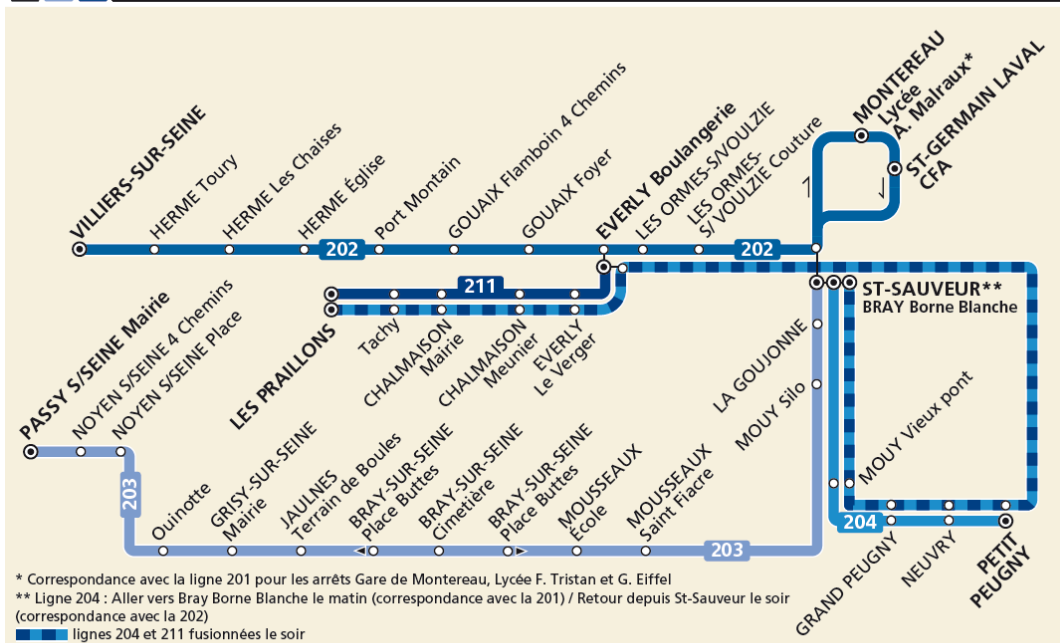 MONTEREAU
Lycée
A. Malraux*
ST-GERMAIN LAVAL
CFA
VILLIERS-SUR-SEINE
HERME Toury
HERME Les Chaises
HERME Église
Port Montain
GOUAIX Flamboin 4 Chemins
GOUAIX Foyer
EVERLY Boulangerie
LES ORMES-S/VOULZIE
LES ORMES-
S/ VOULZIE Couture
202
202
211
ST-SAUVEUR**
BRAY Borne Blanche
LES PRAILLONS
Tachy
CHALMAISON
Mairie
CHALMAISON
Meunier
EVERLY
Le Verger
LA GOUJONNE
MOUY Silo
MOUY Vieux pont
PASSY S/SEINE Mairie
NOYEN S/SEINE 4 Chemins
NOYEN S/SEINE Place
203
Ouinotte
GRISY-SUR-SEINE
Mairie
JAULNES
Terrain de Boules
BRAY-SUR-SEINE
Place Buttes
BRAY-SUR-SEINE
Cimetière
BRAY-SUR-SEINE
Place Buttes
MOUSSEAUX
École
MOUSSEAUX
Saint Fiacre
203
204
GRAND PEUGNY
NEUVRY
PETIT
PEUGNY
* Correspondance avec la ligne 201 pour les arrêts Gare de Montereau, Lycée F. Tristan et G. Eiffel
** Ligne 204 : Aller vers Bray Borne Blanche le matin (correspondance avec la 201) / Retour depuis St-Sauveur le soir
(correspondance avec la 202)
lignes 204 et 211 fusionnées le soir